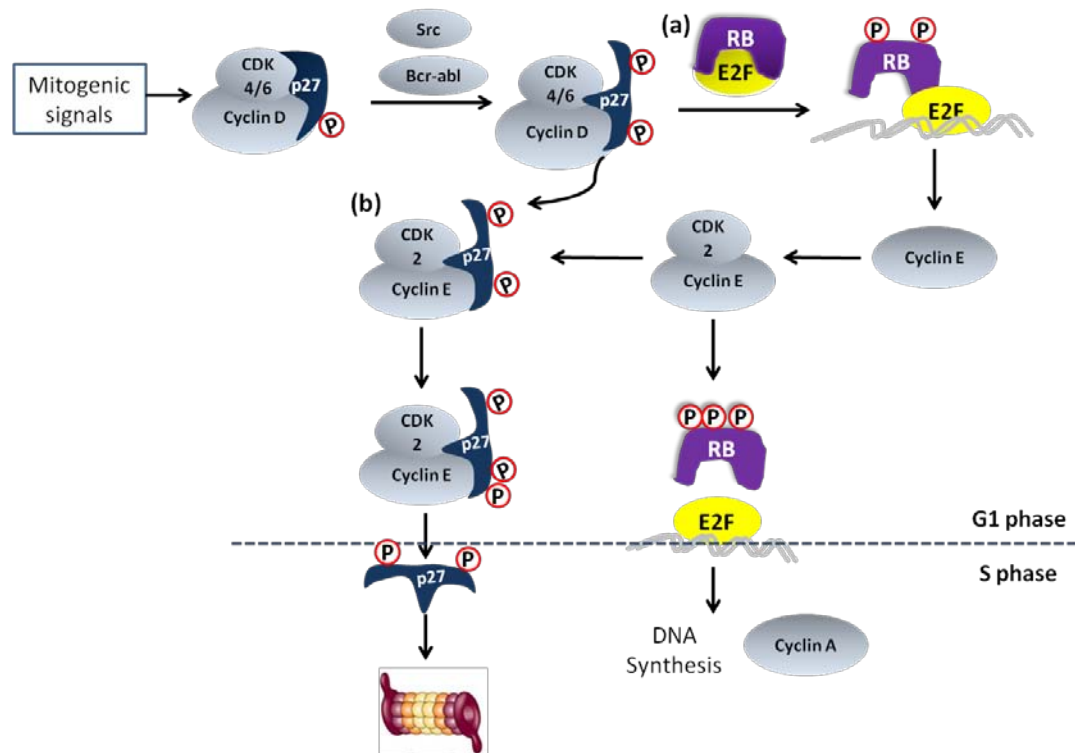 Mitogenic
signals
CDK
4/6
p27
Cyclin D
P
Src
Bcr-abl
CDK
4/6
p27
Cyclin D
P
P
(a)
RB
E2F
P
P
RB
E2F
(b)
CDK
2
p27
Cyclin E
P
P
CDK
2
Cyclin E
Cyclin E
CDK
2
p27
Cyclin E
P
P
P
P P P
RB
E2F
G1 phase
S phase
P
P
p27
DNA
Synthesis
Cyclin A